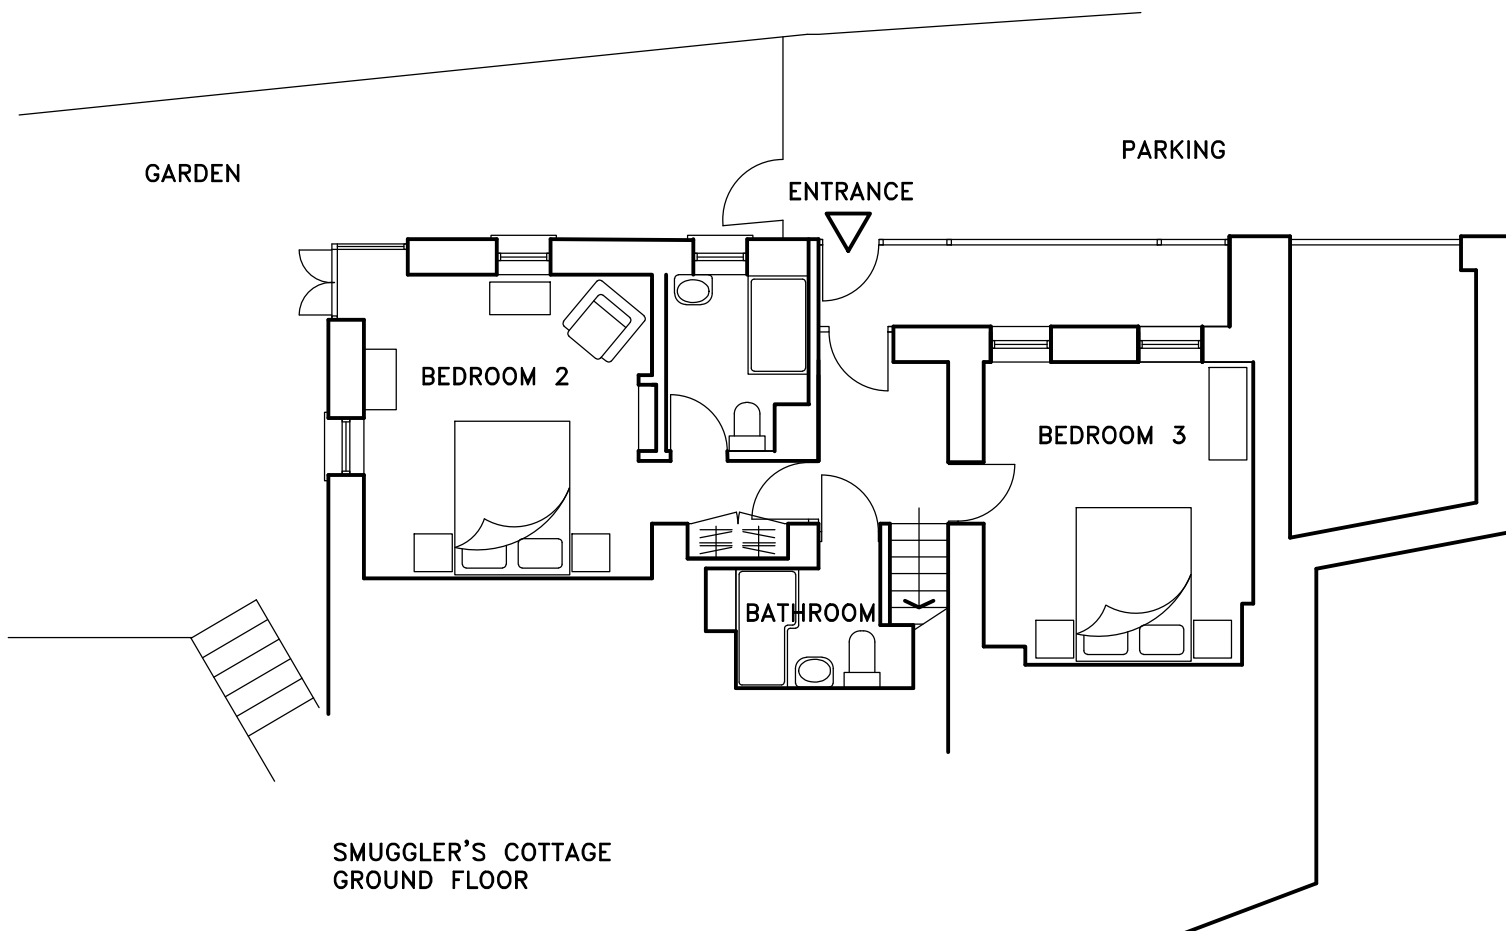 PARKING
GARDEN
ENTRANCE
BEDROOM 2
BEDROOM 3
BATHROOM
SMUGGLER'S COTTAGE
GROUND FLOOR